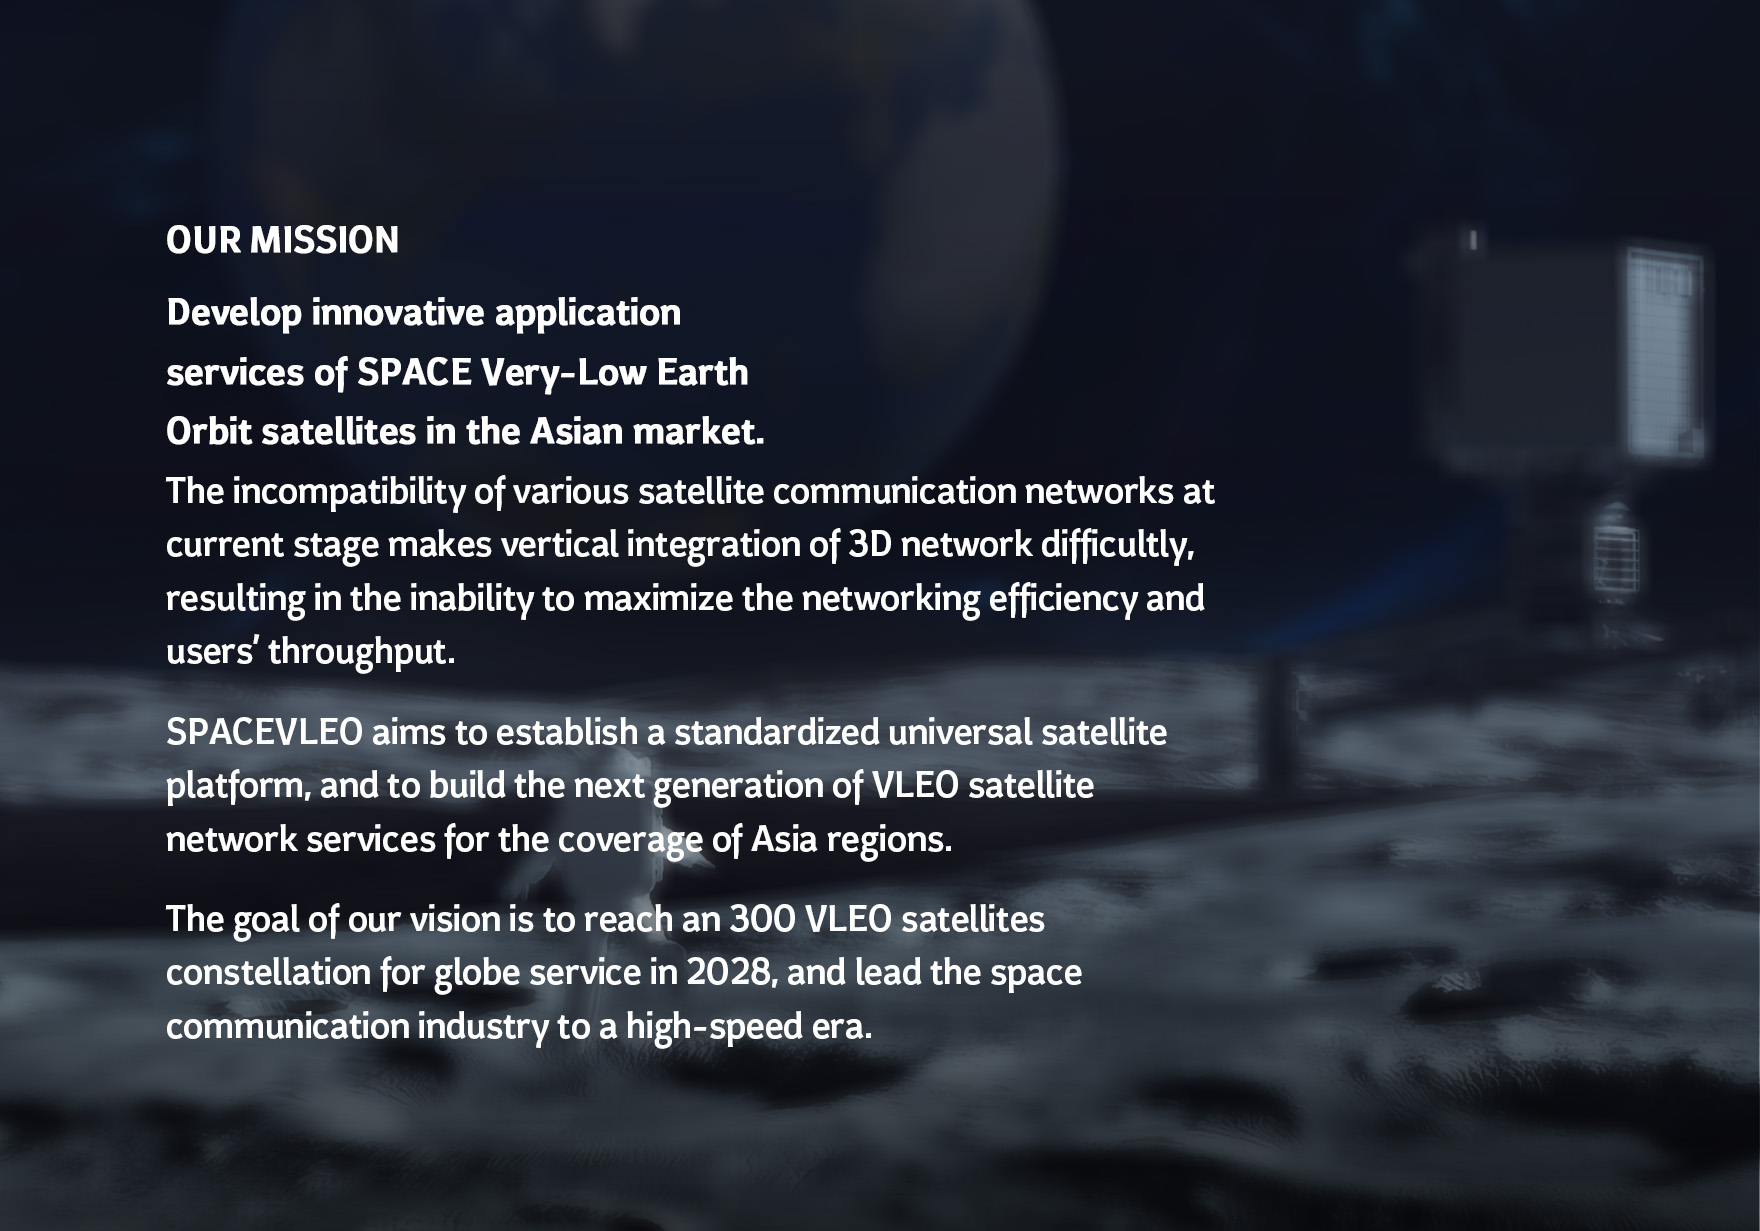 OUR MISSION
Develop innovative application
services of SPACE Very-Low Earth
Orbit satellites in the Asian market.
The incompatibility of various satellite communication networks at
current stage makes vertical integration of 3D network difficultly,
resulting in the inability to maximize the networking efficiency and
users’ throughput.
SPACEVLEO aims to establish a standardized universal satellite
platform, and to build the next generation of VLEO satellite
network services for the coverage of Asia regions.
The goal of our vision is to reach an 300 VLEO satellites
constellation for globe service in 2028, and lead the space
communication industry to a high-speed era.